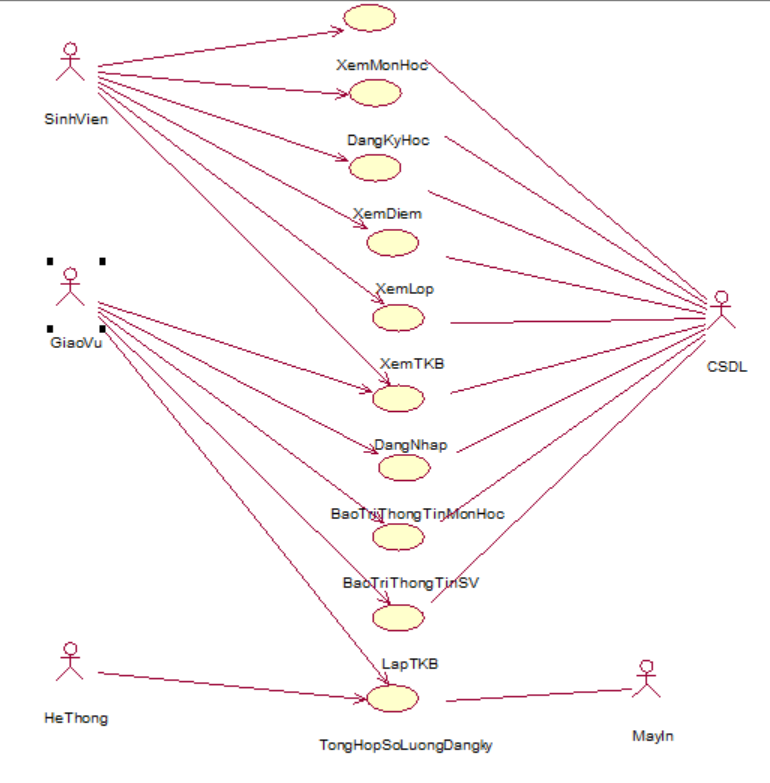 XemMonHoc
SinhVien
DangKyHoc
XemDiem
XemLop
GiaoVu
XemTKB
CSDL
DangNhap
BaoTriThongTinMonHoc
BaoTriThongTinSV
LapTKB
HeThong
MayIn
TongHopSoLuongDangky